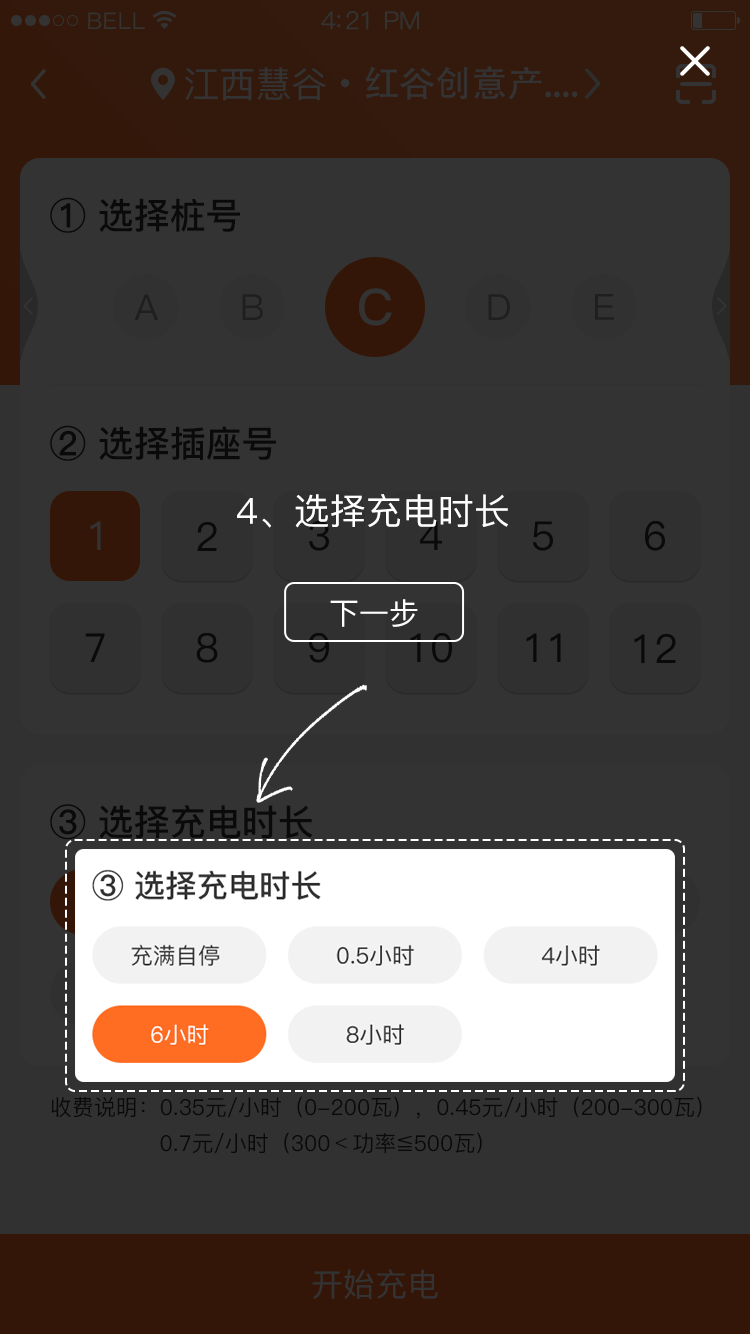 BELL 4:21 PM
江西慧谷·红谷创意产....
① 选择桩号
A B C D E
② 选择插座号
4、选择充电时长
1 2 3 4 5 6
下一步
7 8 9 10 11 12
③ 选择充电时长
③ 选择充电时长
充满自停 0.5小时 4小时
6小时 8小时
收费说明：0.35元/小时（0-200瓦），0.45元/小时（200-300瓦）
0.7元/小时（300＜功率≦500瓦）
开始充电